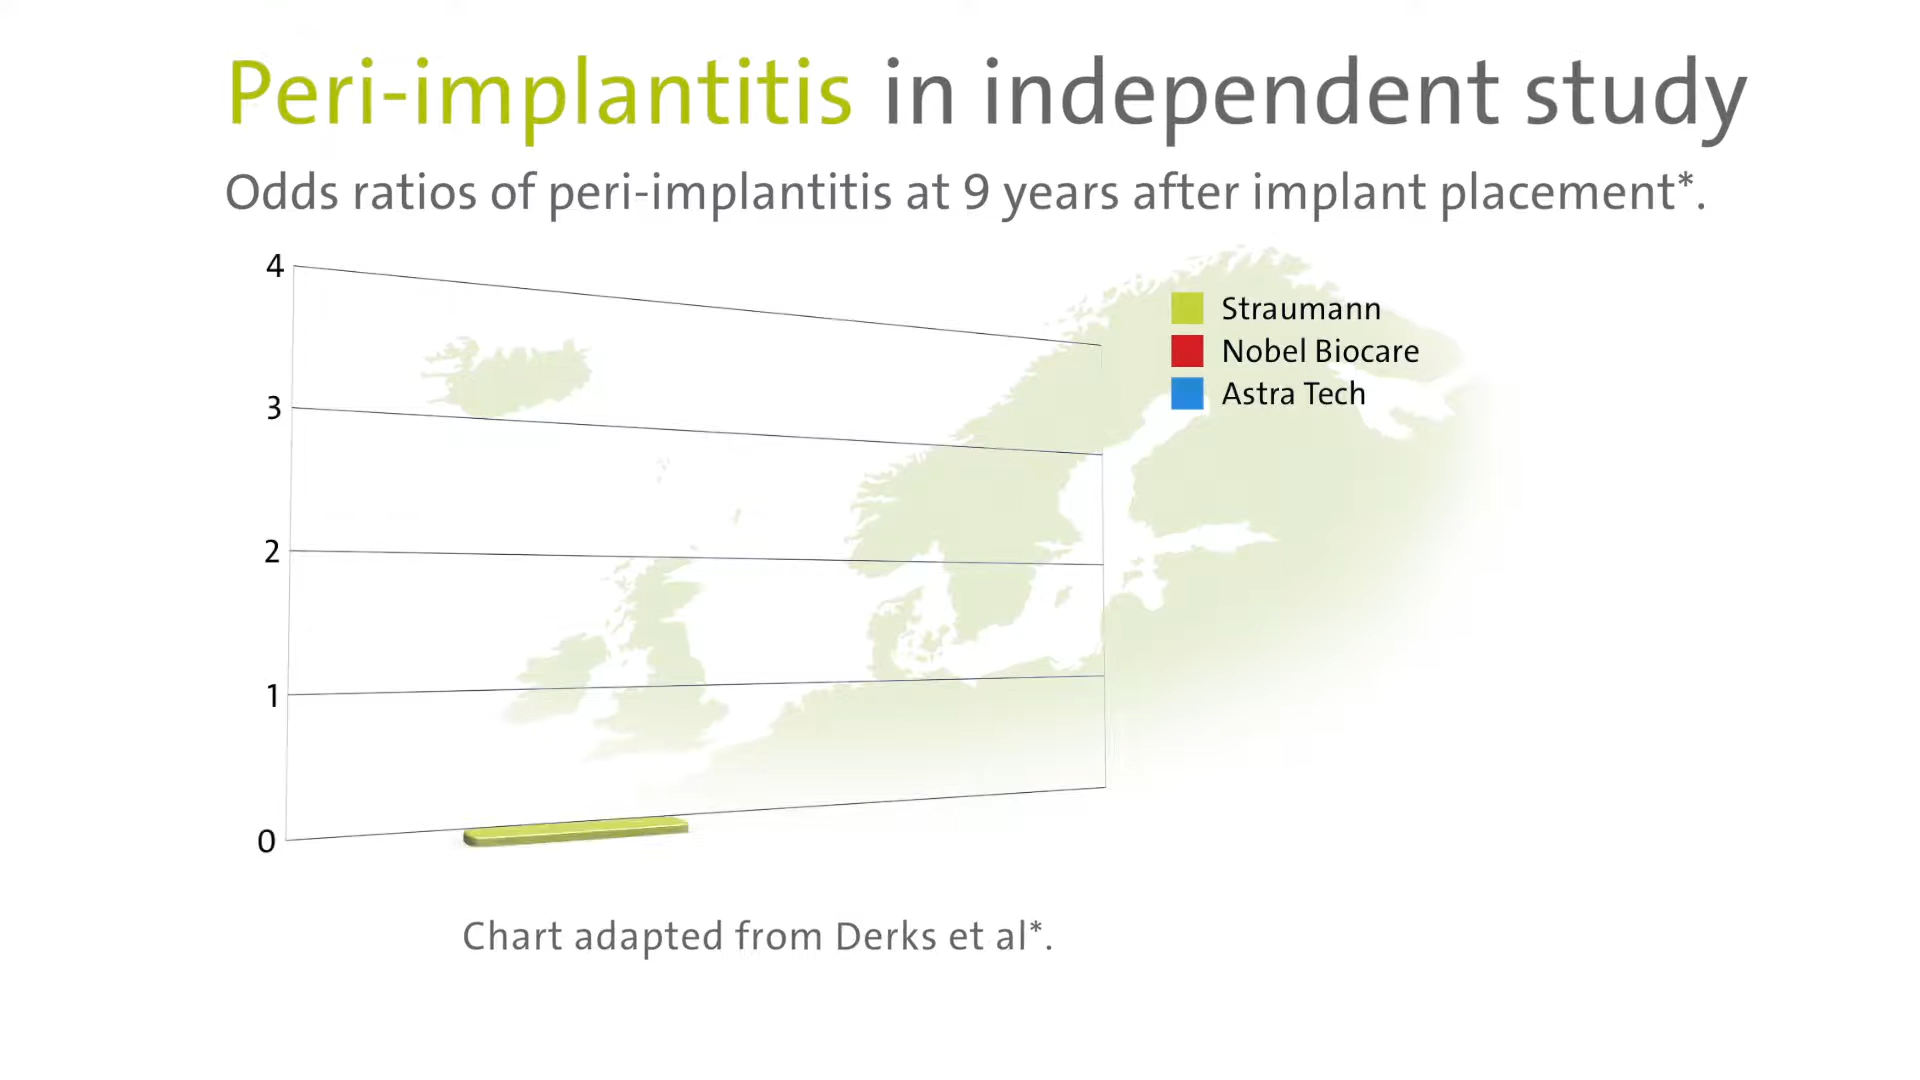 Peri-implantitis in independent study
Odds ratios of peri-implantitis at 9 years after implant placement*.
4
3
2
1
0
Straumann
Nobel Biocare
Astra Tech
Chart adapted from Derks et al*.